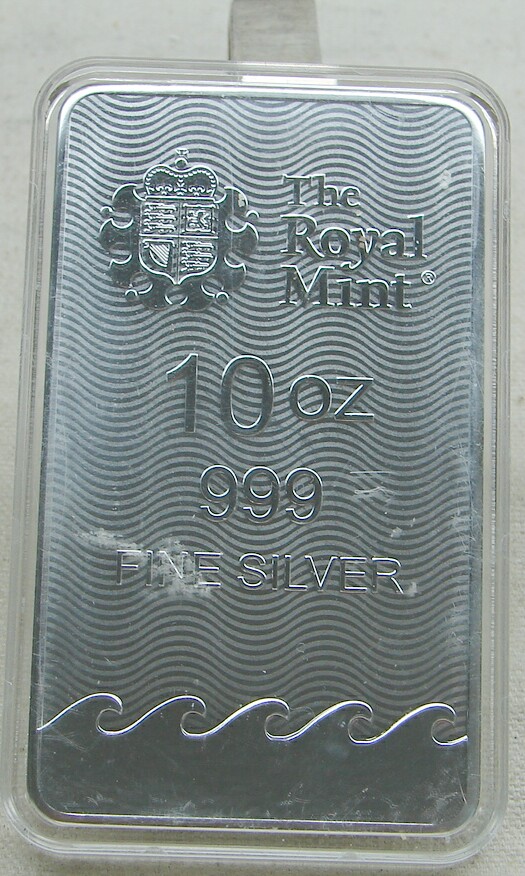 The
Royal
Mint®
10 oz
999
FINE SILVER